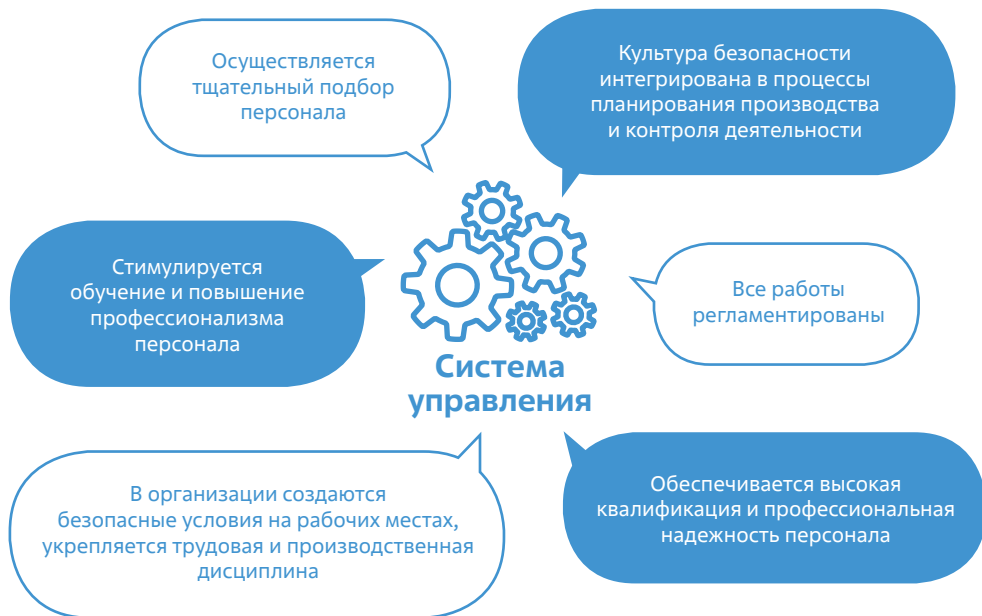 Осуществляется
тщательный подбор
персонала
Культура безопасности
интегрирована в процессы
планирования производства
и контроля деятельности
Стимулируется
обучение и повышение
профессионализма
персонала
Все работы
регламентированы
Система
управления
В организации создаются
безопасные условия на рабочих местах,
укрепляется трудовая и производственная
дисциплина
Обеспечивается высокая
квалификация и профессиональная
надежность персонала